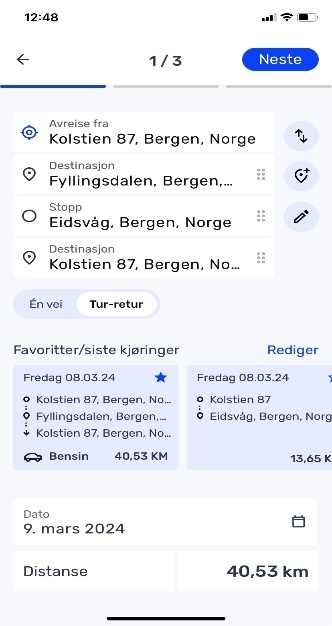 12:48
1 / 3
Neste
Avreise fra
Kolstien 87, Bergen, Norge
Destinasjon
Fyllingsdalen, Bergen,...
Stopp
Eidsvåg, Bergen, Norge
Destinasjon
Kolstien 87, Bergen, No...
Én vei
Tur-retur
Favoritter/siste kjøringer
Rediger
Fredag 08.03.24
Kolstien 87, Bergen, No...
Fyllingsdalen, Bergen,...
Kolstien 87, Bergen, No...
Bensin
40,53 KM
Fredag 08.03.24
Kolstien 87
Eidsvåg, Bergen, Norg
13,65 K
Dato
9. mars 2024
Distanse
40,53 km